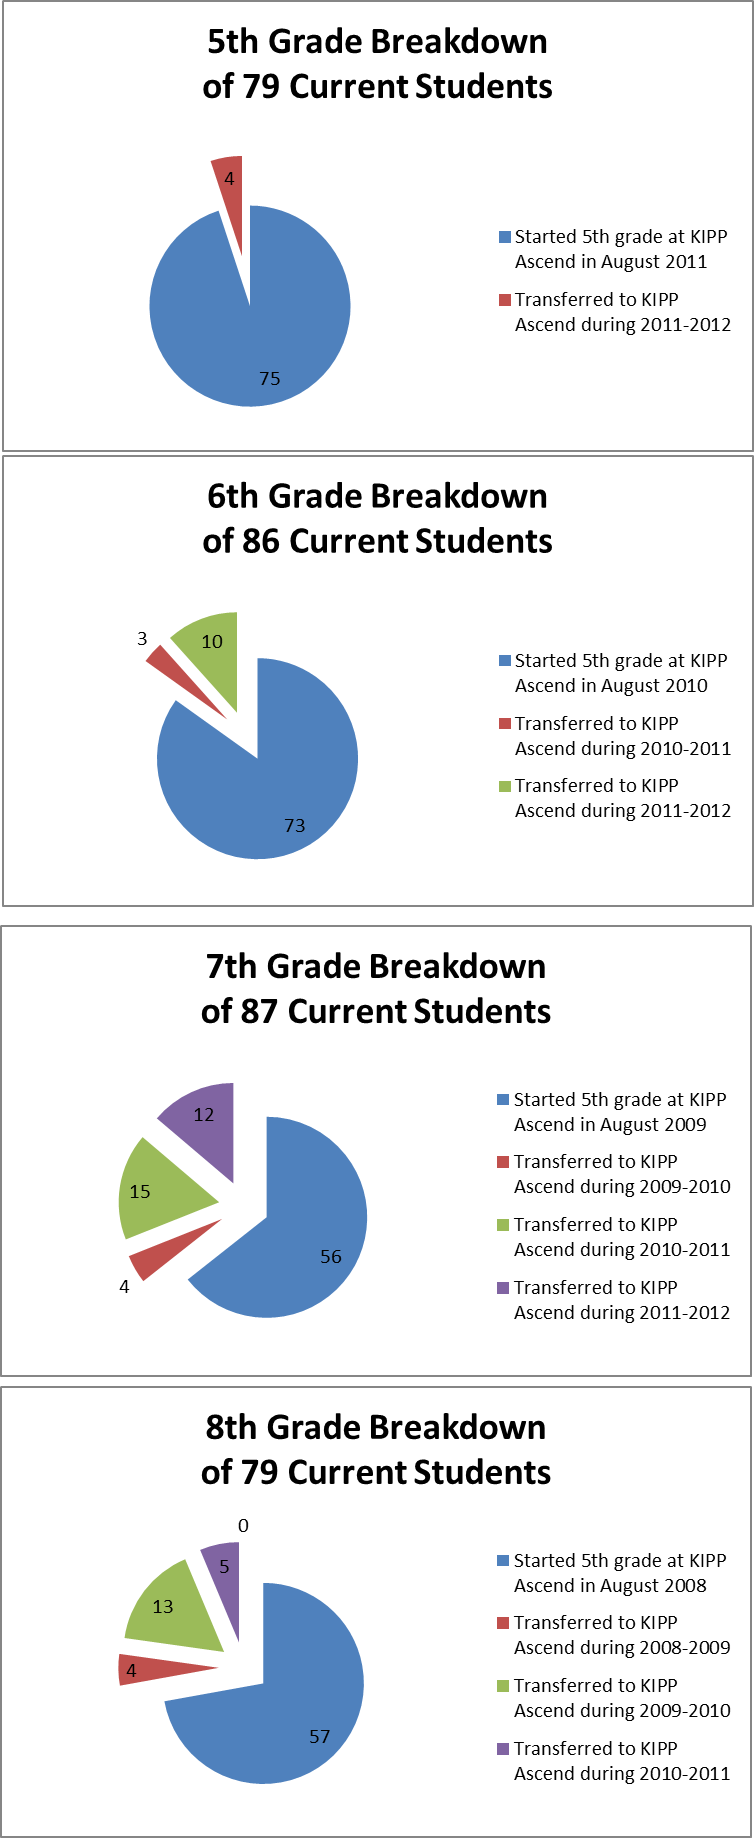 5th Grade Breakdown
of 79 Current Students
4
75
Started 5th grade at KIPP
Ascend in August 2011
Transferred to KIPP
Ascend during 2011-2012
6th Grade Breakdown
of 86 Current Students
3
10
73
Started 5th grade at KIPP
Ascend in August 2010
Transferred to KIPP
Ascend during 2010-2011
Transferred to KIPP
Ascend during 2011-2012
7th Grade Breakdown
of 87 Current Students
12
15
56
4
Started 5th grade at KIPP
Ascend in August 2009
Transferred to KIPP
Ascend during 2009-2010
Transferred to KIPP
Ascend during 2010-2011
Transferred to KIPP
Ascend during 2011-2012
8th Grade Breakdown
of 79 Current Students
0
5
13
4
57
Started 5th grade at KIPP
Ascend in August 2008
Transferred to KIPP
Ascend during 2008-2009
Transferred to KIPP
Ascend during 2009-2010
Transferred to KIPP
Ascend during 2010-2011